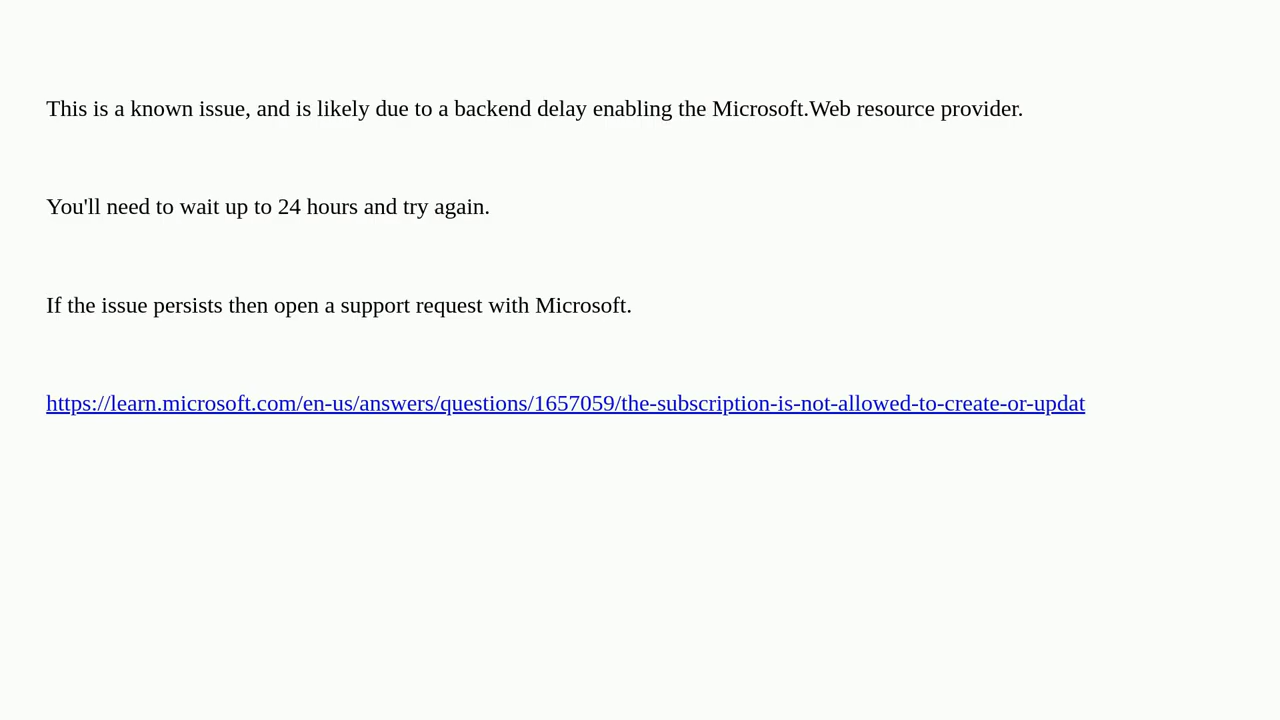 This is a known issue, and is likely due to a backend delay enabling the Microsoft.Web resource provider.
You'll need to wait up to 24 hours and try again.
If the issue persists then open a support request with Microsoft.
https://learn.microsoft.com/en-us/answers/questions/1657059/the-subscription-is-not-allowed-to-create-or-updat